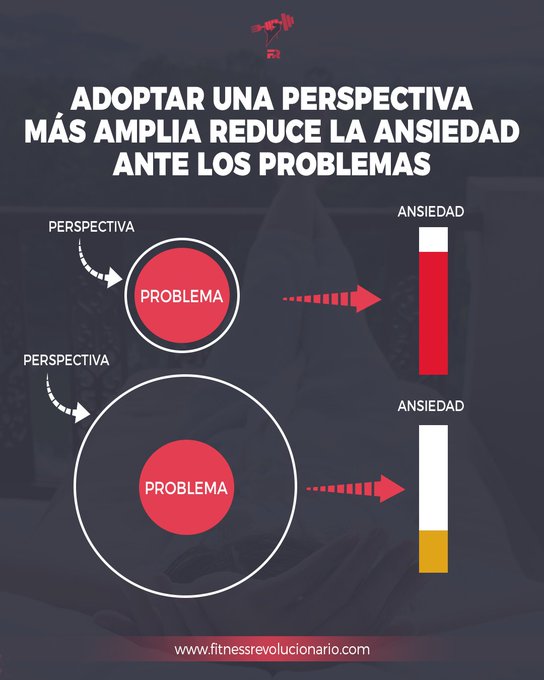 ADOPTAR UNA PERSPECTIVA
MÁS AMPLIA REDUCE LA ANSIEDAD
ANTE LOS PROBLEMAS
ANSIEDAD
PERSPECTIVA
PROBLEMA
PERSPECTIVA
ANSIEDAD
PROBLEMA
www.fitnessrevolucionario.com